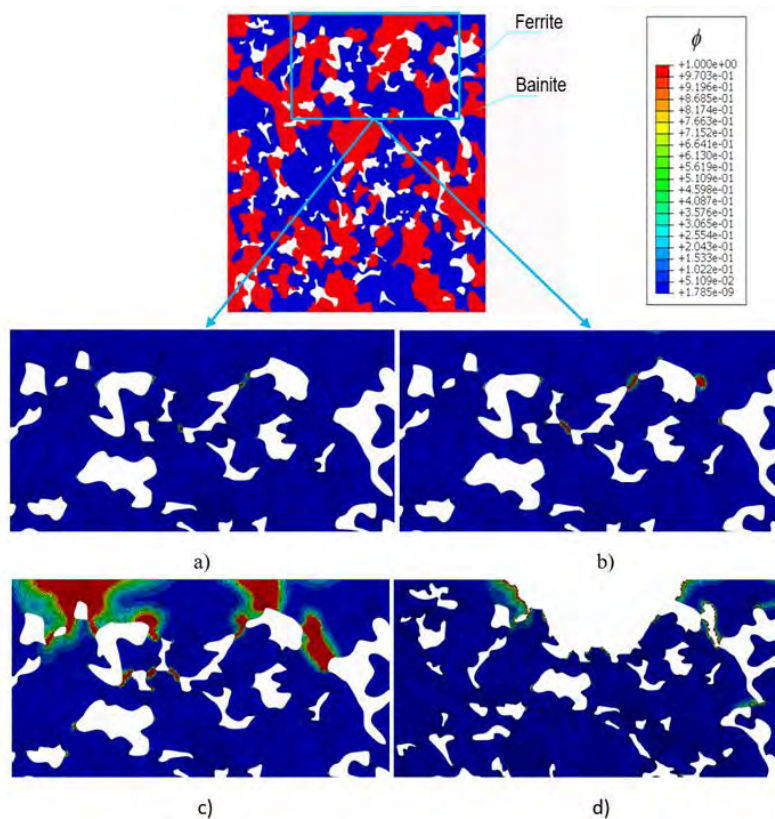 Ferrite
Bainite
ϕ
+1.000e+00
+9.703e-01
+9.196e-01
+8.685e-01
+8.174e-01
+7.663e-01
+7.152e-01
+6.641e-01
+6.130e-01
+5.619e-01
+5.109e-01
+4.598e-01
+4.087e-01
+3.576e-01
+3.065e-01
+2.554e-01
+2.043e-01
+1.533e-01
+1.022e-01
+5.109e-02
+1.785e-09
a)
b)
c)
d)